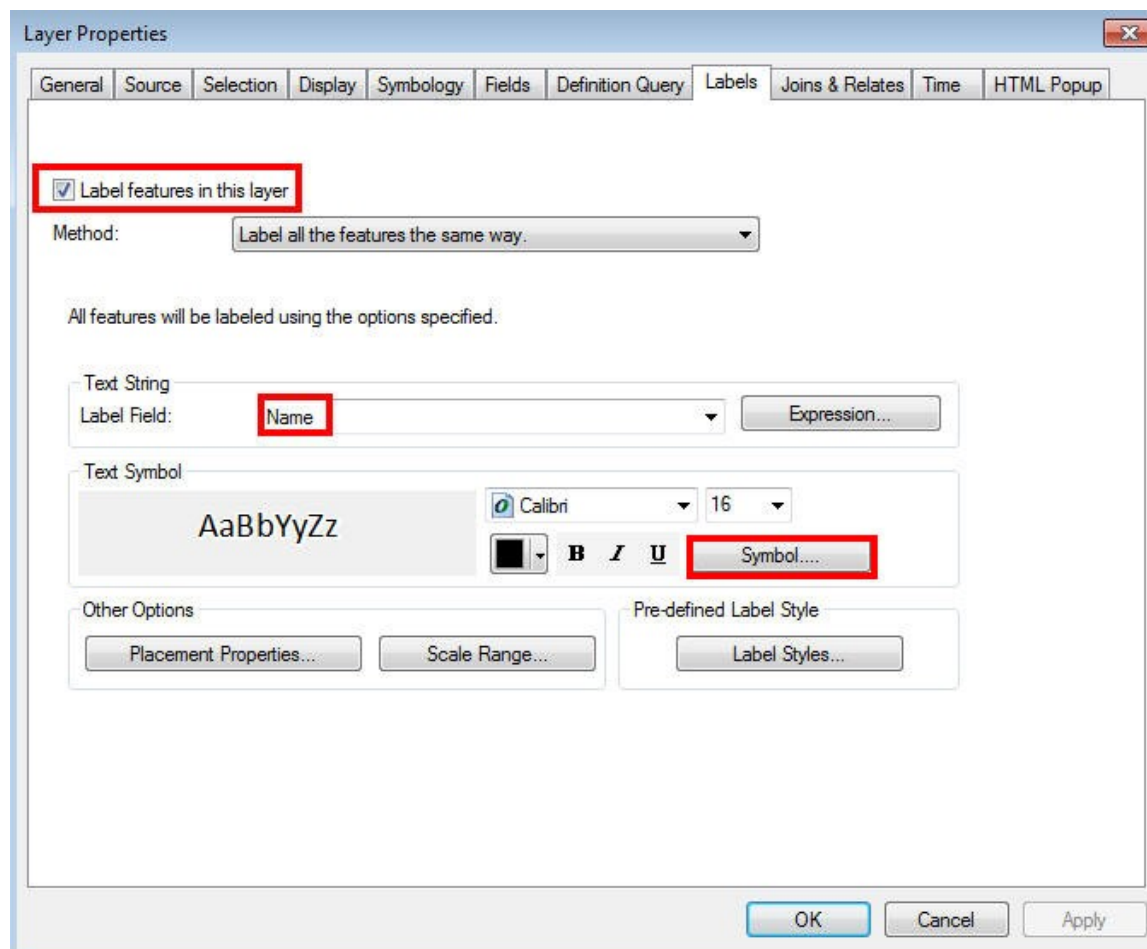 Layer Properties
General Source Selection Display Symbology Fields Definition Query Labels Joins & Relates Time HTML Popup
Label features in this layer
Method: Label all the features the same way.
All features will be labeled using the options specified.
Text String
Label Field: Name Expression...
Text Symbol
AaBbYyZz
Calibri 16
B I U Symbol....
Other Options
Placement Properties... Scale Range...
Pre-defined Label Style
Label Styles...
OK Cancel Apply